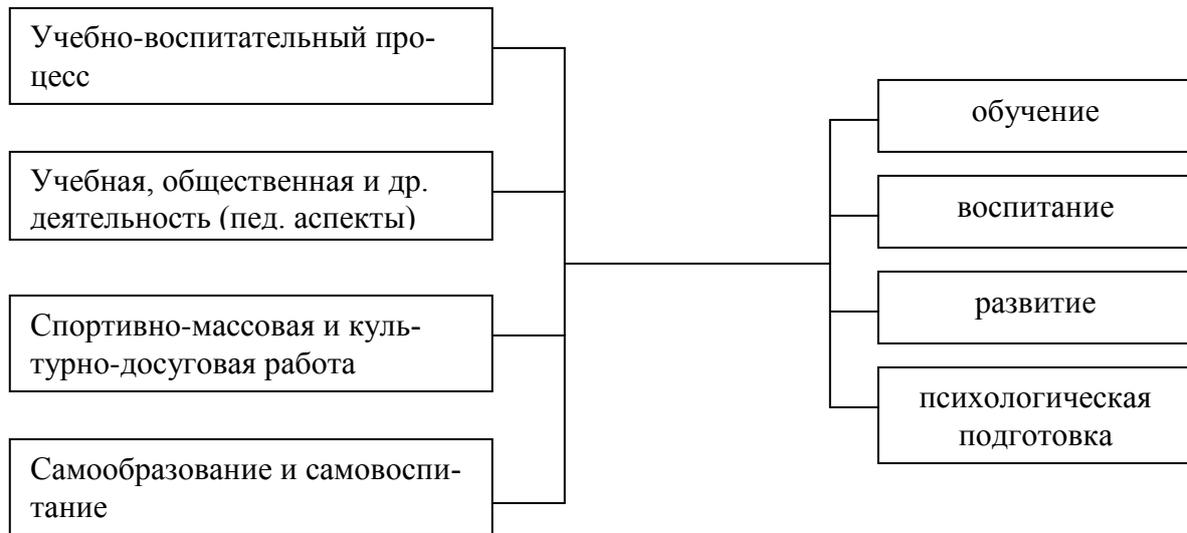 Учебно-воспитательный про-
цесс
Учебная, общественная и др.
деятельность (пед. аспекты)
Спортивно-массовая и куль-
турно-досуговая работа
Самообразование и самовоспи-
тание
обучение
воспитание
развитие
психологическая
подготовка